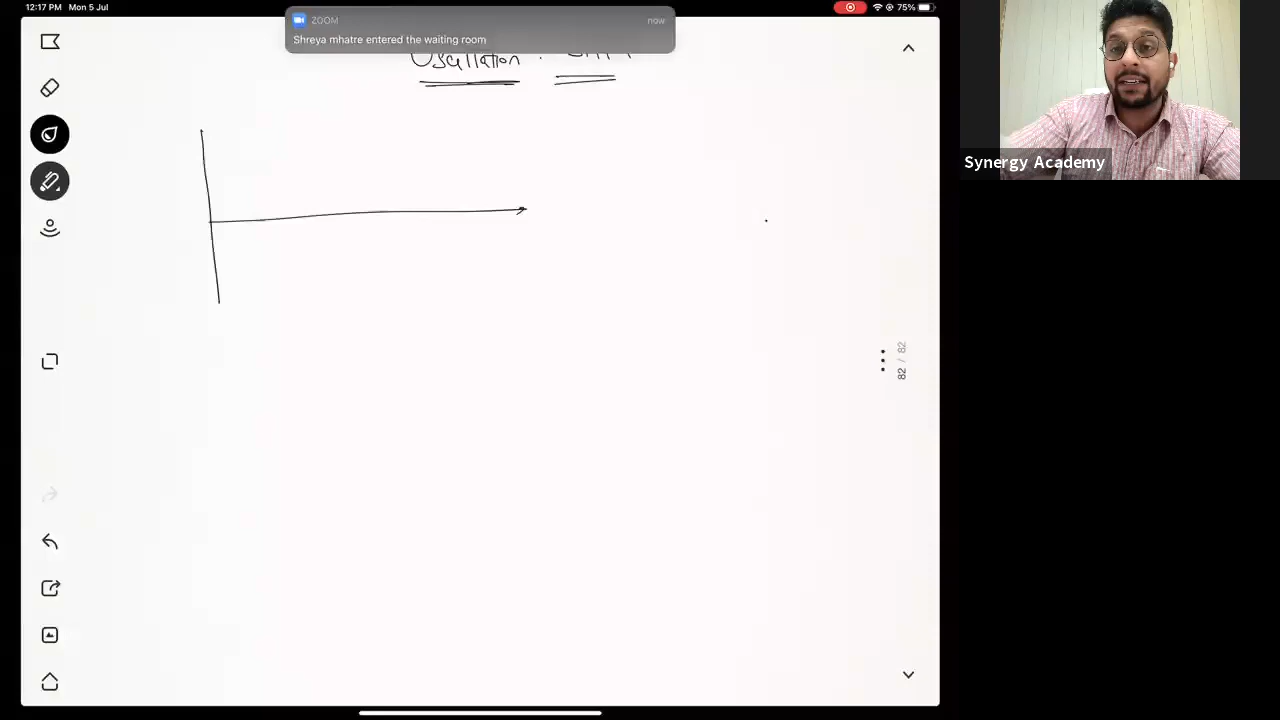 12:17 PM Mon 5 Jul
75%
ZOOM
now
Shreya mhatre entered the waiting room
Oscillation :
Synergy Academy
82 / 82